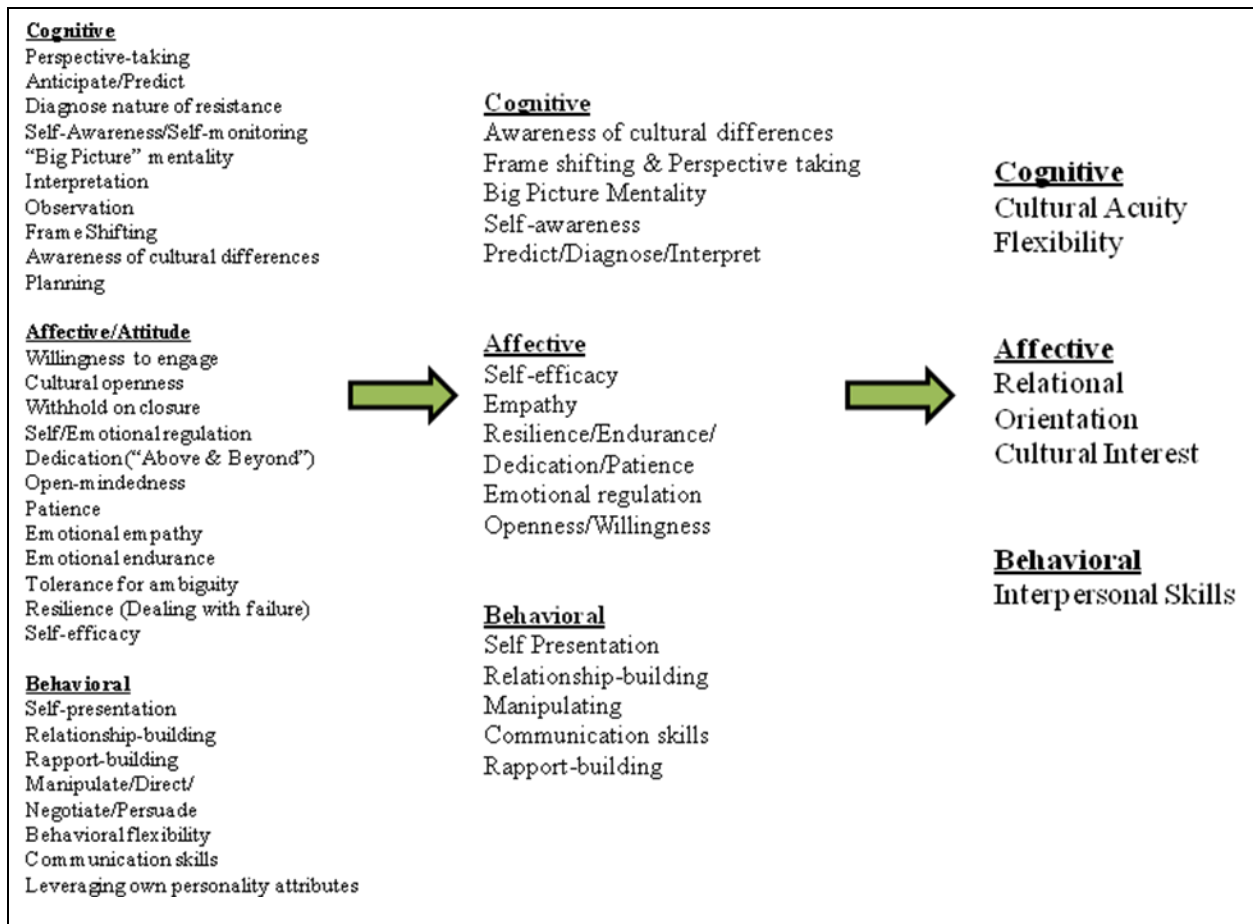 Cognitive
Perspective-taking
Anticipate/Predict
Diagnose nature of resistance
Self-Awareness/Self-monitoring
“Big Picture” mentality
Interpretation
Observation
Frame Shifting
Awareness of cultural differences
Planning
Affective/Attitude
Willingness to engage
Cultural openness
Withhold on closure
Self/Emotional regulation
Dedication (“Above & Beyond”)
Open-mindedness
Patience
Emotional empathy
Emotional endurance
Tolerance for ambiguity
Resilience (Dealing with failure)
Self-efficacy
Behavioral
Self-presentation
Relationship-building
Rapport-building
Manipulate/Direct/
Negotiate/Persuade
Behavioral flexibility
Communication skills
Leveraging own personality attributes
Cognitive
Awareness of cultural differences
Frame shifting & Perspective taking
Big Picture Mentality
Self-awareness
Predict/Diagnose/Interpret
Affective
Self-efficacy
Empathy
Resilience/Endurance/
Dedication/Patience
Emotional regulation
Openness/Willingness
Behavioral
Self Presentation
Relationship-building
Manipulating
Communication skills
Rapport-building
Cognitive
Cultural Acuity
Flexibility
Affective
Relational
Orientation
Cultural Interest
Behavioral
Interpersonal Skills